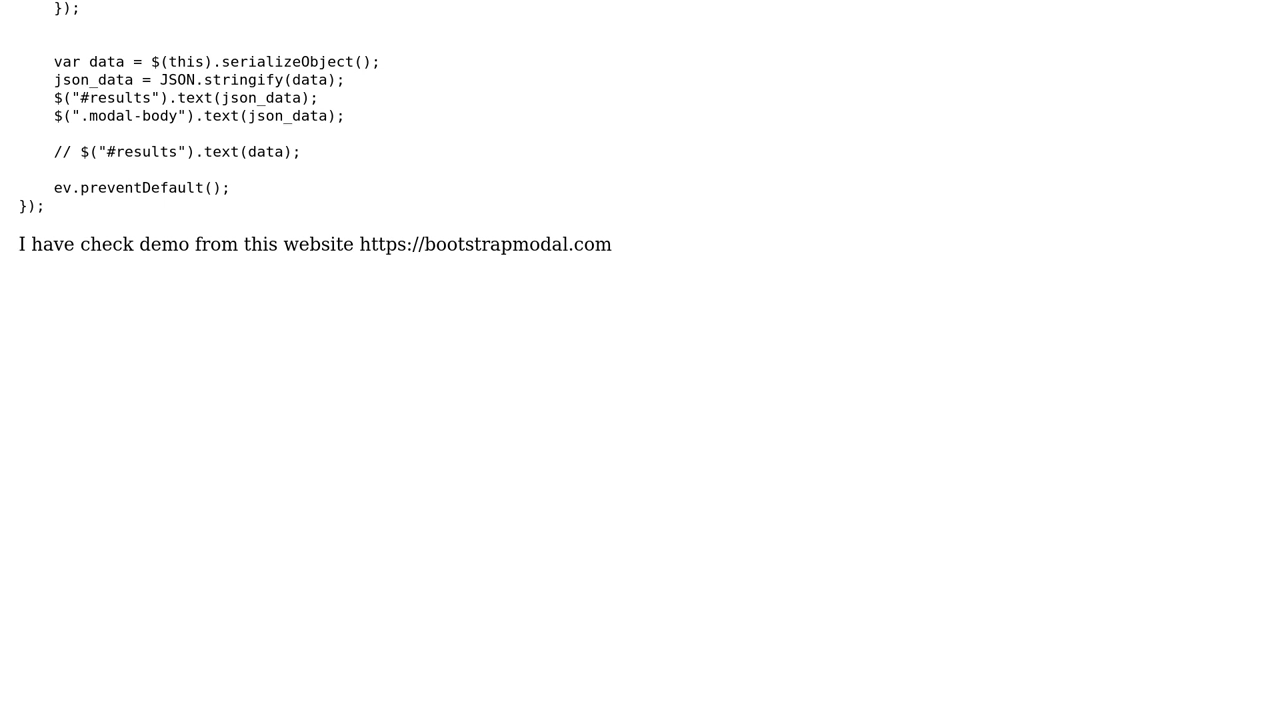 });
var data = $(this).serializeObject();
json_data = JSON.stringify(data);
$("#results").text(json_data);
$(".modal-body").text(json_data);
// $("#results").text(data);
ev.preventDefault();
});
I have check demo from this website https://bootstrapmodal.com